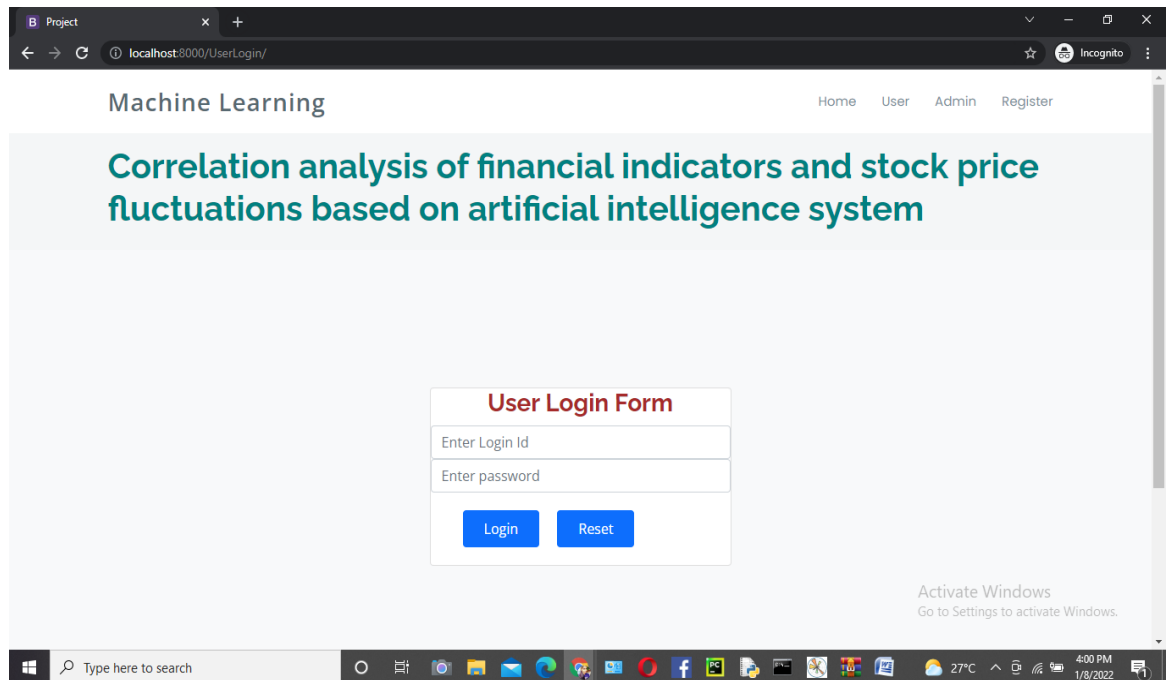 B Project
localhost:8000/UserLogin/
Incognito
Machine Learning
Home User Admin Register
Correlation analysis of financial indicators and stock price
fluctuations based on artificial intelligence system
User Login Form
Enter Login Id
Enter password
Login Reset
Activate Windows
Go to Settings to activate Windows.
Type here to search
PC
27°C
4:00 PM
1/8/2022
1